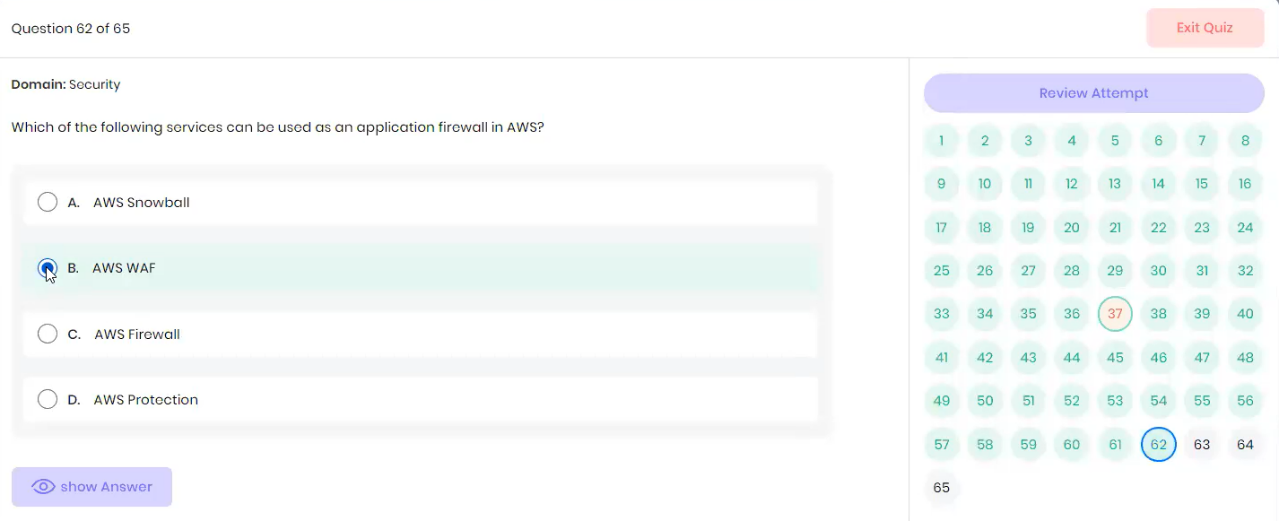 Question 62 of 65
Exit Quiz
Domain: Security
Which of the following services can be used as an application firewall in AWS?
A. AWS Snowball
B. AWS WAF
C. AWS Firewall
D. AWS Protection
show Answer
Review Attempt
1 2 3 4 5 6 7 8
9 10 11 12 13 14 15 16
17 18 19 20 21 22 23 24
25 26 27 28 29 30 31 32
33 34 35 36 37 38 39 40
41 42 43 44 45 46 47 48
49 50 51 52 53 54 55 56
57 58 59 60 61 62 63 64
65